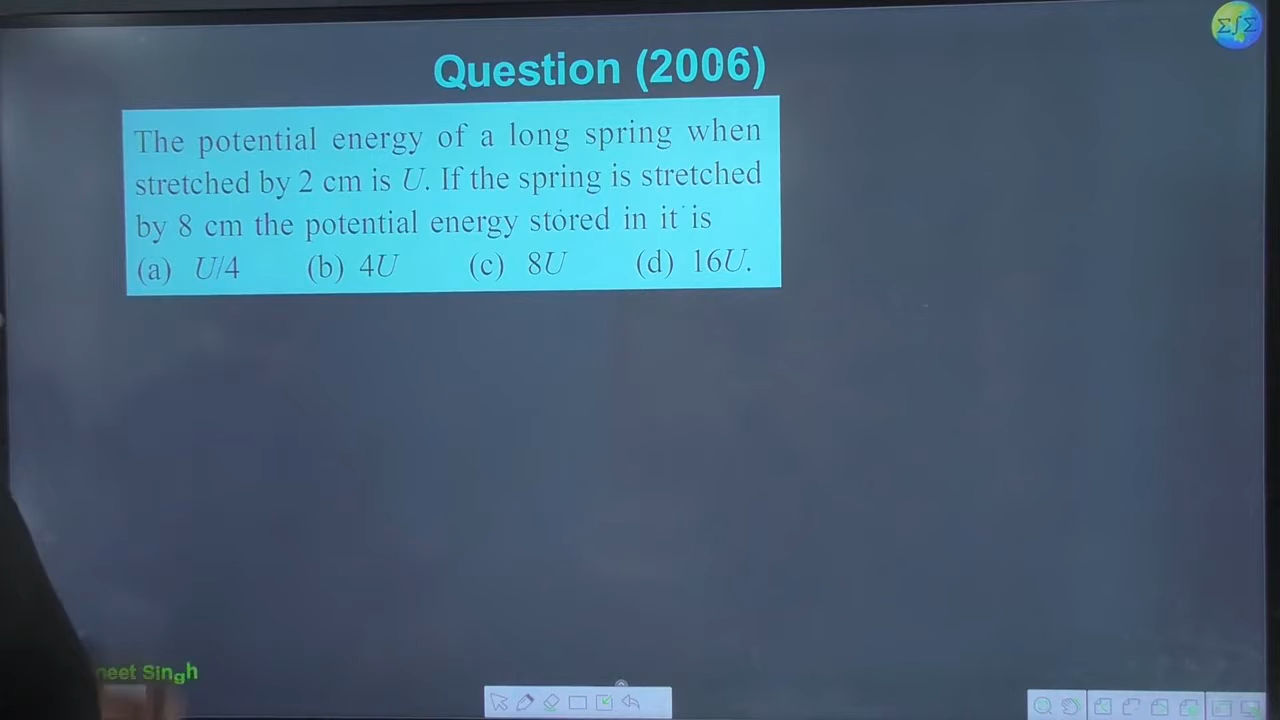 ΣʃΣ
Question (2006)
The potential energy of a long spring when
stretched by 2 cm is U. If the spring is stretched
by 8 cm the potential energy stored in it is
(a) U/4 (b) 4U (c) 8U (d) 16U.
neet Singh